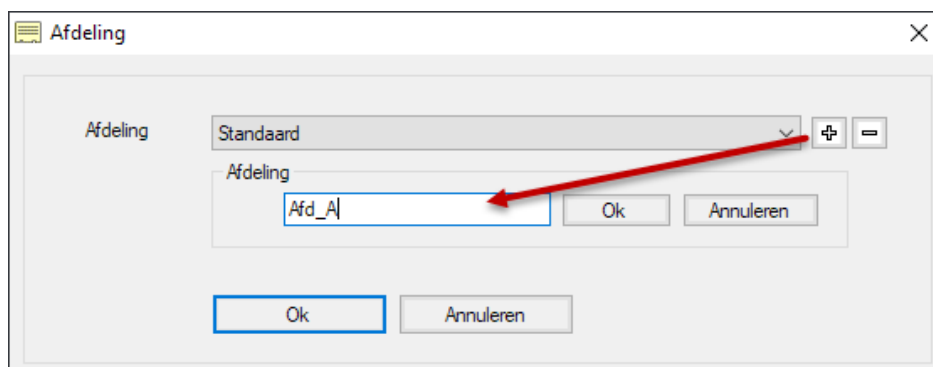 Afdeling
Afdeling Standaard
Afdeling
Afd_A Ok Annuleren
Ok Annuleren